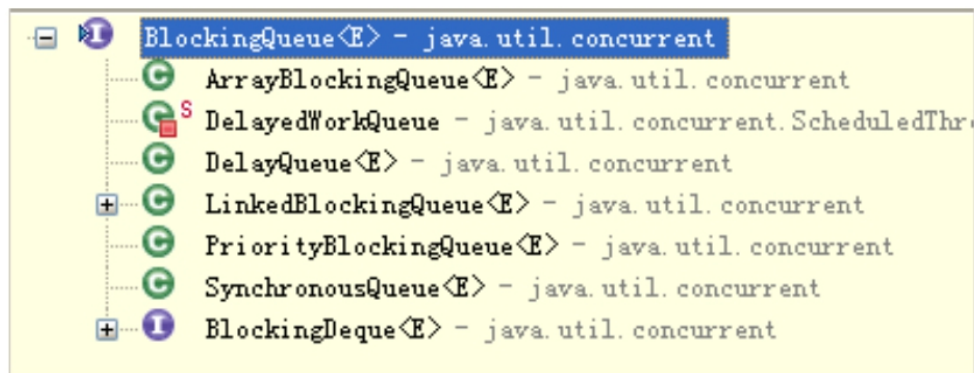 BlockingQueue<E> - java.util.concurrent
ArrayBlockingQueue<E> - java.util.concurrent
S DelayedWorkQueue - java.util.concurrent.ScheduledThr
DelayQueue<E> - java.util.concurrent
LinkedBlockingQueue<E> - java.util.concurrent
PriorityBlockingQueue<E> - java.util.concurrent
SynchronousQueue<E> - java.util.concurrent
BlockingDeque<E> - java.util.concurrent